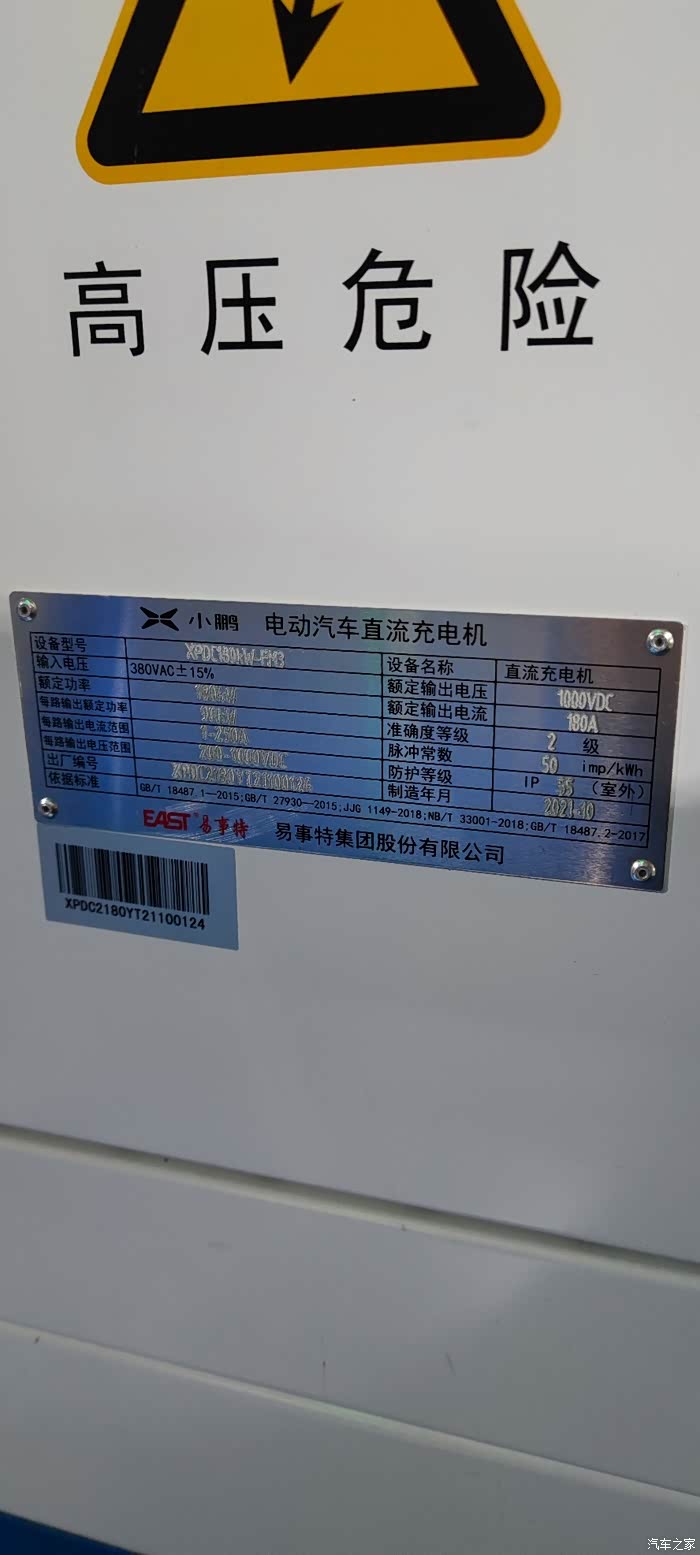 高压危险
小鹏 电动汽车直流充电机
设备型号 设备名称 直流充电机
输入电压 380VAC±15% 额定输出电压 1000VDC
额定功率 180kW 额定输出电流 180A
每路输出额定功率 准确度等级 2 级
每路输出电流范围 1-250A 脉冲常数 50 imp/kWh
每路输出电压范围 防护等级 IP 55 (室外)
出厂编号 XPDC2180YT21100124 制造年月 2021-10
依据标准 GB/T 18487.1—2015;GB/T 27930—2015;JJG 1149-2018;NB/T 33001-2018;GB/T 18487.2-2017
EAST®易事特 易事特集团股份有限公司
XPDC2180YT21100124
汽车之家